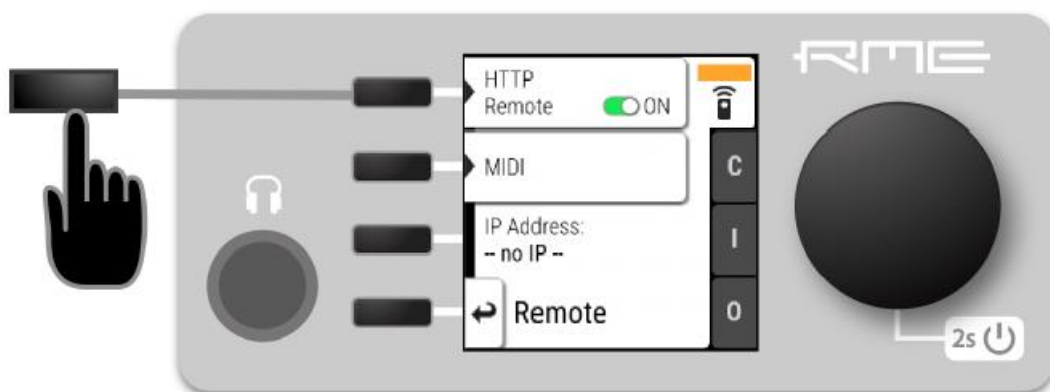 RME
HTTP
Remote ON
MIDI
C
IP Address:
-- no IP --
I
Remote
O
2s